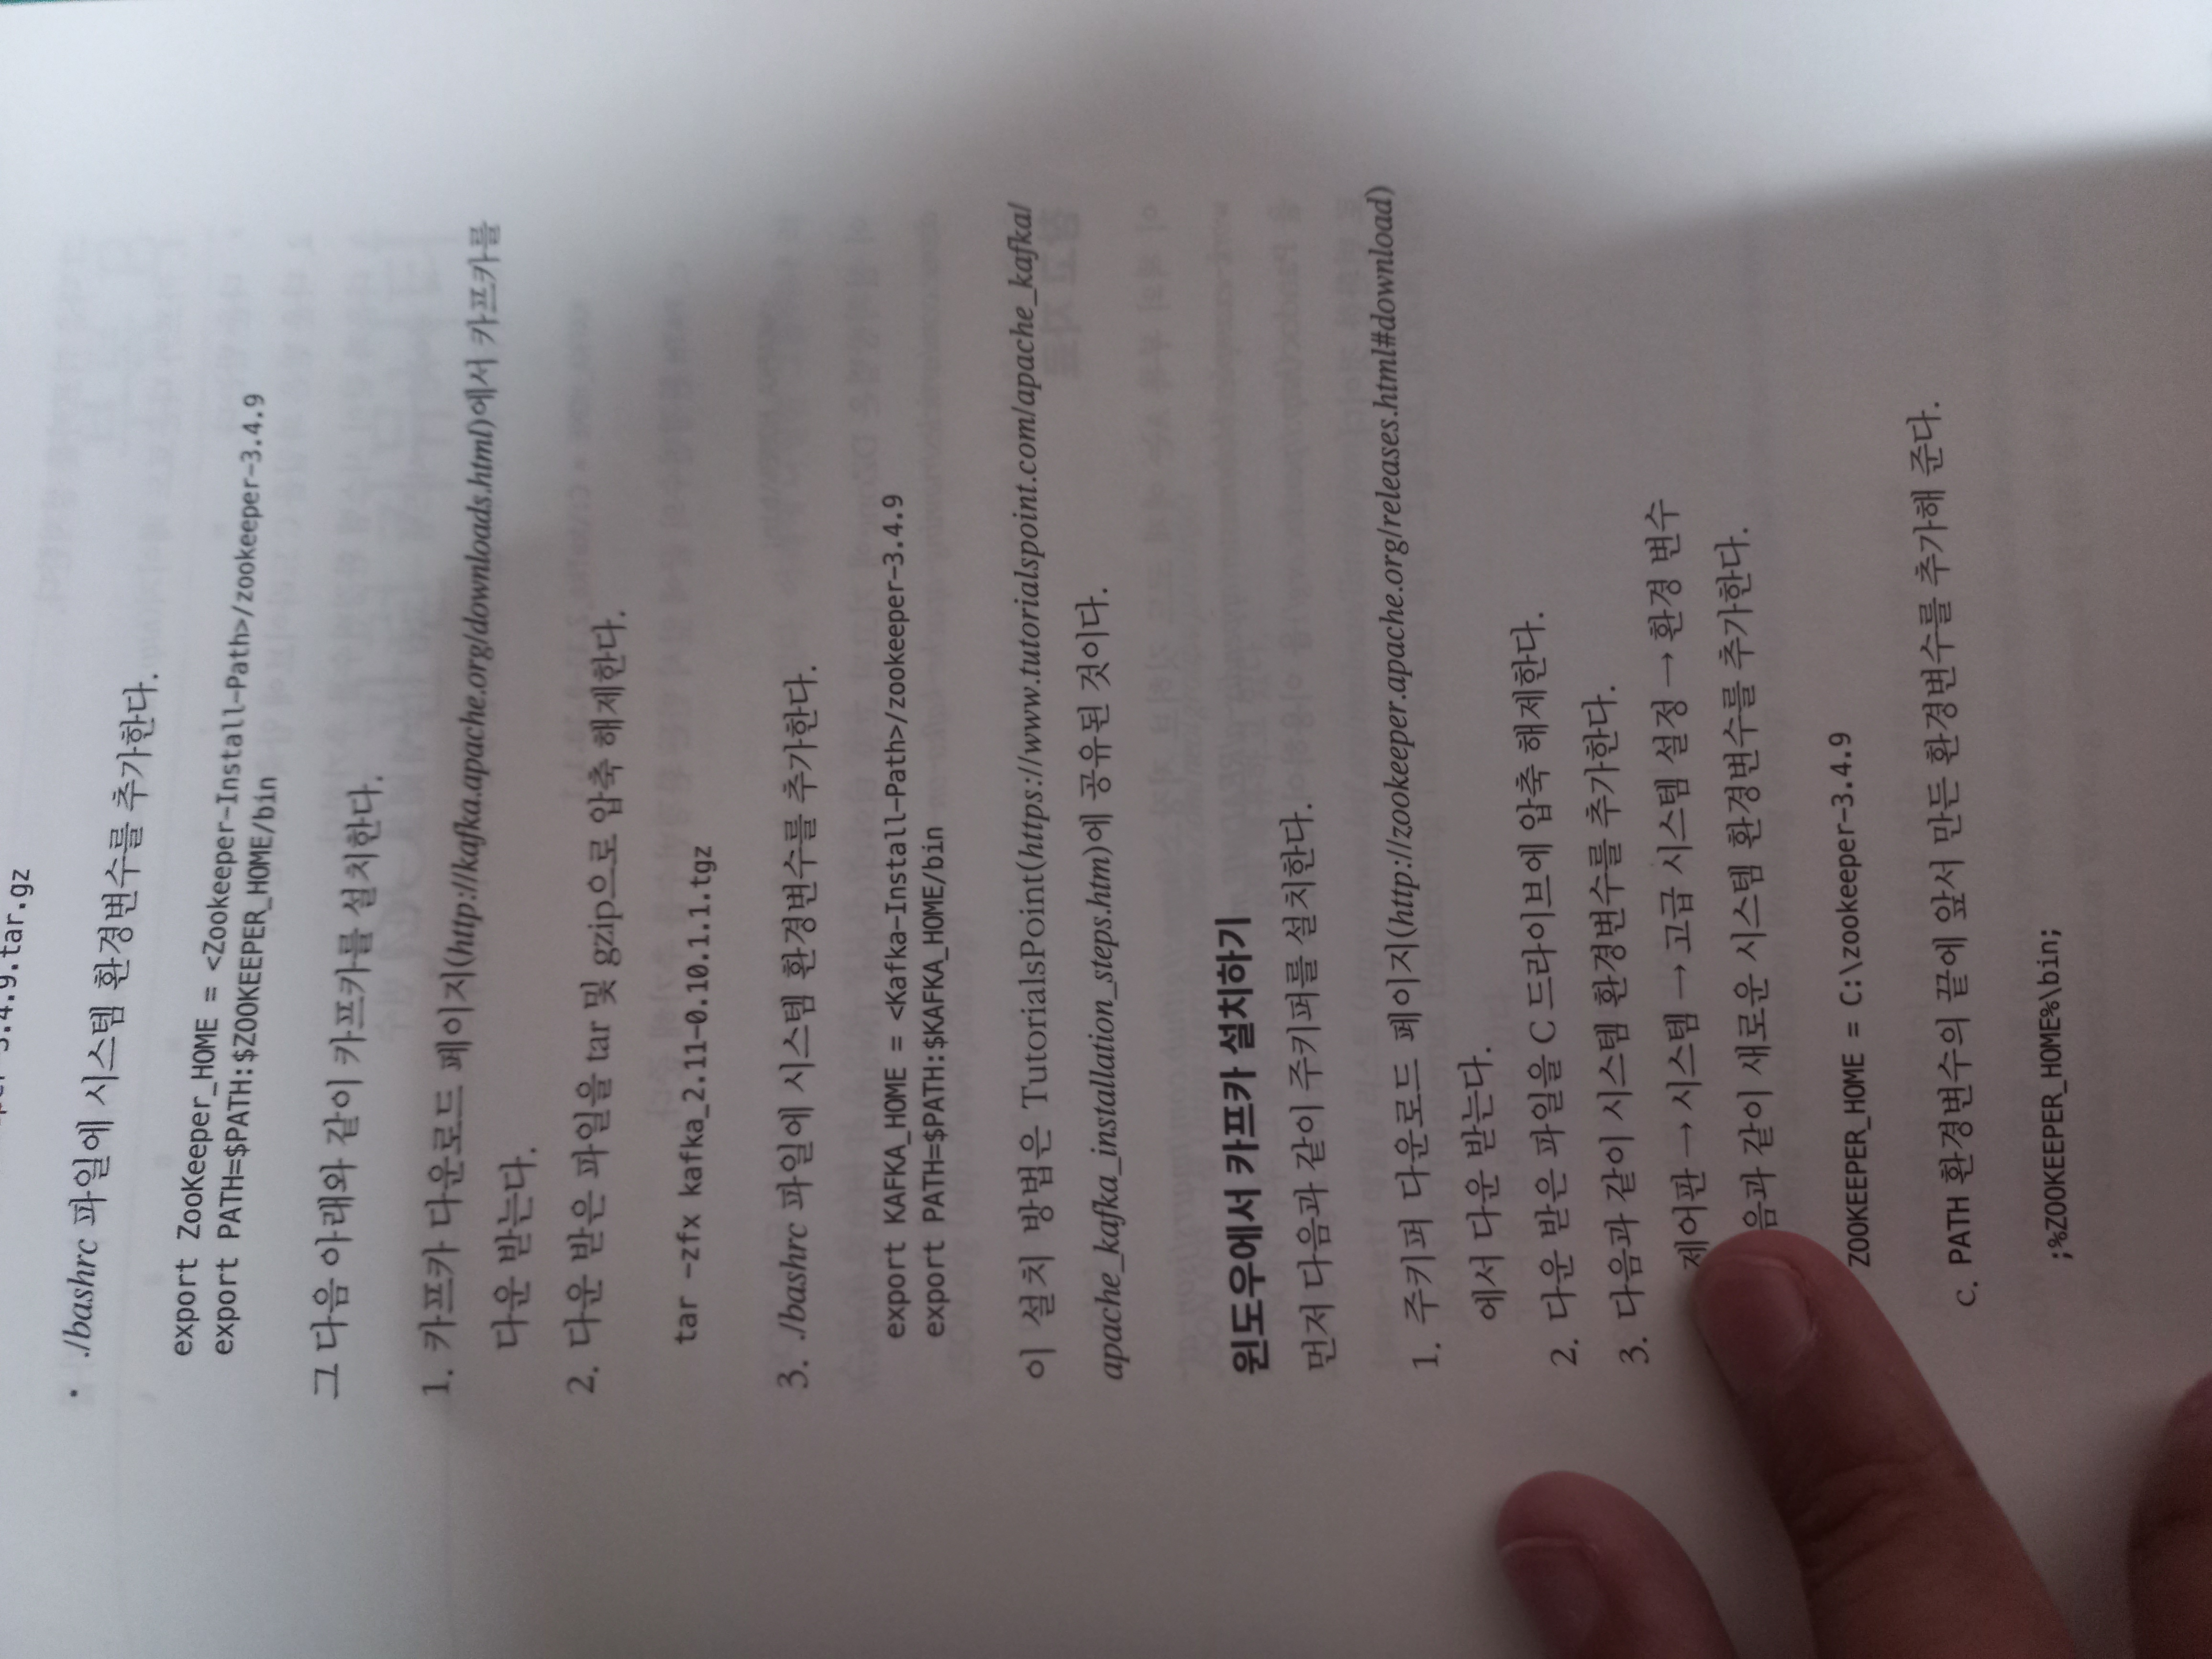 3.4.9.tar.gz
• ./bashrc 파일에 시스템 환경변수를 추가한다.
export ZooKeeper_HOME = <Zookeeper-Install-Path>/zookeeper-3.4.9
export PATH=$PATH:$ZOOKEEPER_HOME/bin
그 다음 아래와 같이 카프카를 설치한다.
1. 카프카 다운로드 페이지(http://kafka.apache.org/downloads.html)에서 카프카를
다운 받는다.
2. 다운 받은 파일을 tar 및 gzip으로 압축 해제한다.
tar -zfx kafka_2.11-0.10.1.1.tgz
3. ./bashrc 파일에 시스템 환경변수를 추가한다.
export KAFKA_HOME = <Kafka-Install-Path>/zookeeper-3.4.9
export PATH=$PATH:$KAFKA_HOME/bin
이 설치 방법은 TutorialsPoint(https://www.tutorialspoint.com/apache_kafka/
apache_kafka_installation_steps.htm)에 공유된 것이다.
윈도우에서 카프카 설치하기
먼저 다음과 같이 주키퍼를 설치한다.
1. 주키퍼 다운로드 페이지(http://zookeeper.apache.org/releases.html#download)
에서 다운 받는다.
2. 다운 받은 파일을 C 드라이브에 압축 해제한다.
3. 다음과 같이 시스템 환경변수를 추가한다.
제어판 → 시스템 → 고급 시스템 설정 → 환경 변수
음과 같이 새로운 시스템 환경변수를 추가한다.
ZOOKEEPER_HOME = C:\zookeeper-3.4.9
c. PATH 환경변수의 끝에 앞서 만든 환경변수를 추가해 준다.
;%ZOOKEEPER_HOME%\bin;